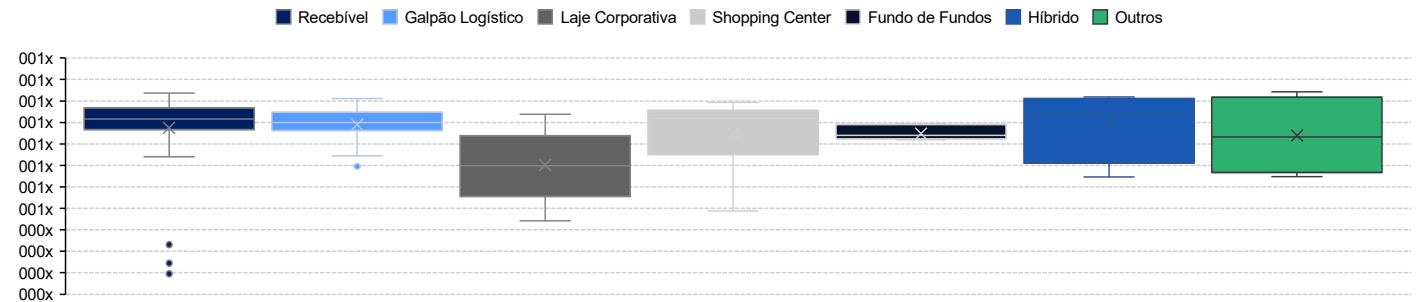 Recebível Galpão Logístico Laje Corporativa Shopping Center Fundo de Fundos Híbrido Outros
001x
001x
001x
001x
001x
001x
001x
001x
000x
000x
000x
000x